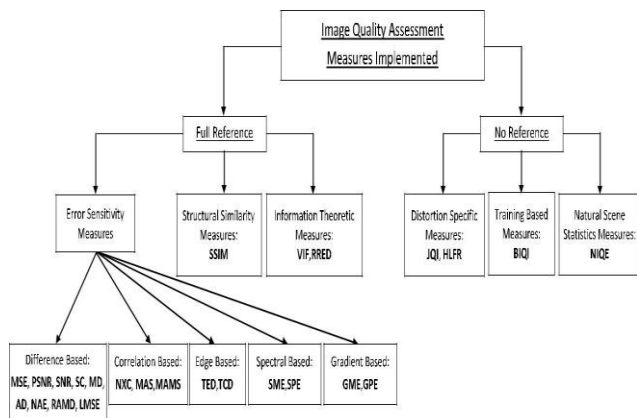 Image Quality Assessment
Measures Implemented
Full Reference
No Reference
Error Sensitivity
Measures
Structural Similarity
Measures:
SSIM
Information Theoretic
Measures:
VIF,RRED
Distortion Specific
Measures:
JQI, HLFR
Training Based
Measures:
BIQI
Natural Scene
Statistics Measures:
NIQE
Difference Based:
MSE, PSNR, SNR, SC, MD,
AD, NAE, RAMD, LMSE
Correlation Based:
NXC, MAS,MAMS
Edge Based:
TED,TCD
Spectral Based:
SME,SPE
Gradient Based:
GME,GPE